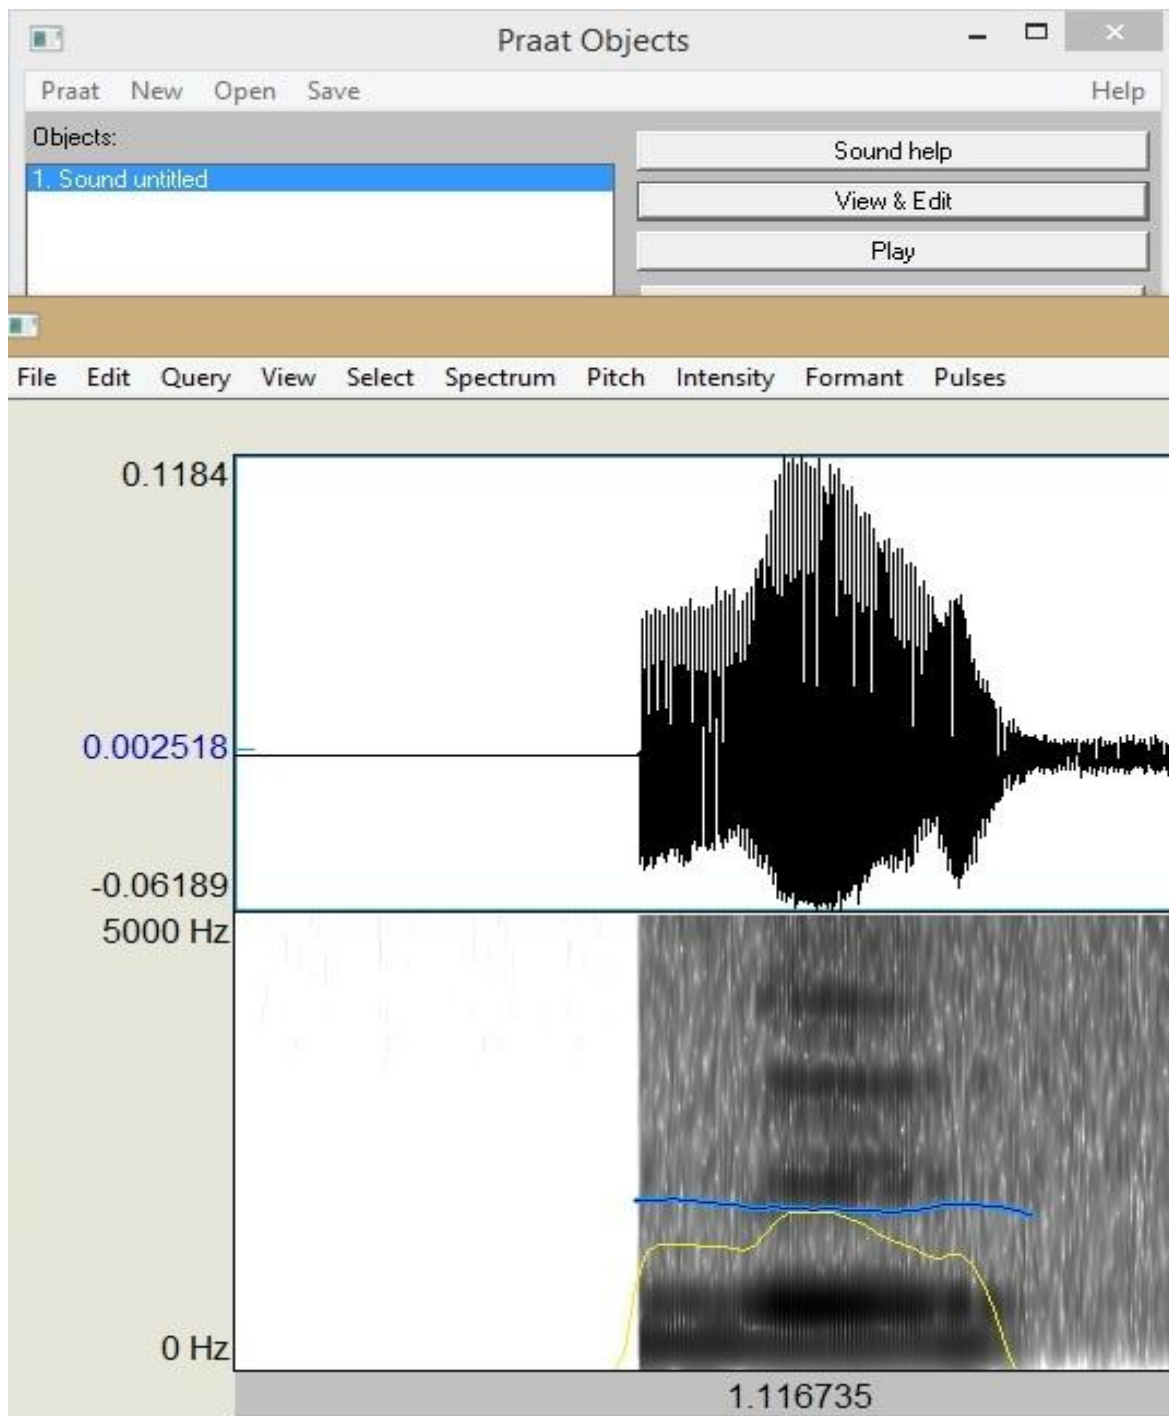 Praat Objects
Praat New Open Save Help
Objects:
Sound help
1. Sound untitled
View & Edit
Play
File Edit Query View Select Spectrum Pitch Intensity Formant Pulses
0.1184
0.002518
-0.06189
5000 Hz
0 Hz
1.116735